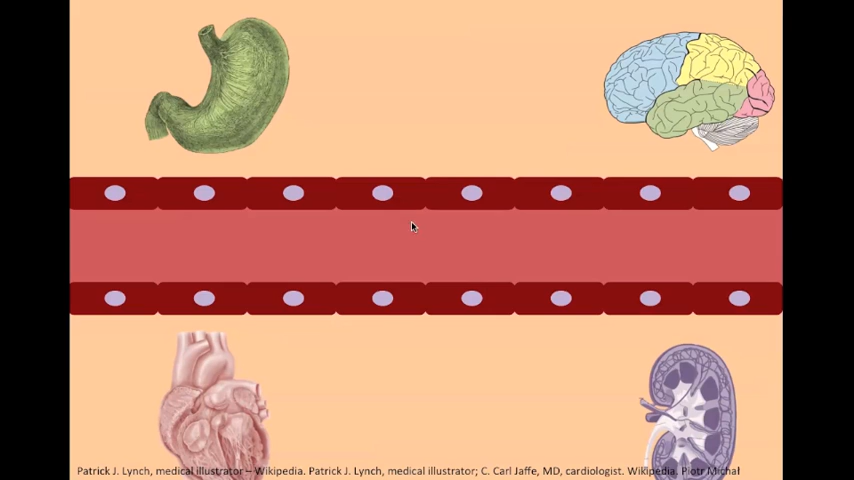 Patrick J. Lynch, medical illustrator – Wikipedia. Patrick J. Lynch, medical illustrator; C. Carl Jaffe, MD, cardiologist. Wikipedia. Piotr Michał